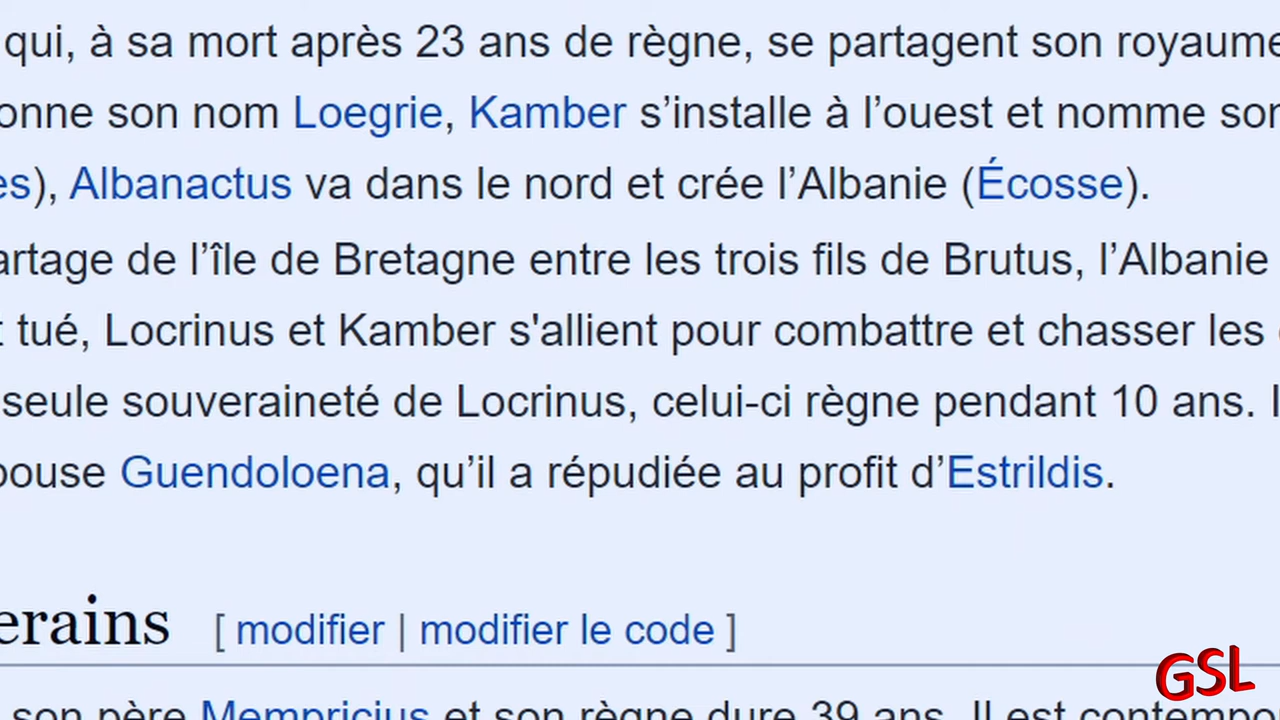 qui, à sa mort après 23 ans de règne, se partagent son royaume
onne son nom Loegrie, Kamber s’installe à l’ouest et nomme son
es), Albanactus va dans le nord et crée l’Albanie (Écosse).
artage de l’île de Bretagne entre les trois fils de Brutus, l’Albanie
t tué, Locrinus et Kamber s'allient pour combattre et chasser les
seule souveraineté de Locrinus, celui-ci règne pendant 10 ans.
pouse Guendoloena, qu’il a répudiée au profit d’Estrildis.
erains [ modifier | modifier le code ]
son père Mempricius et son règne dure 39 ans. Il est contempo
GSL